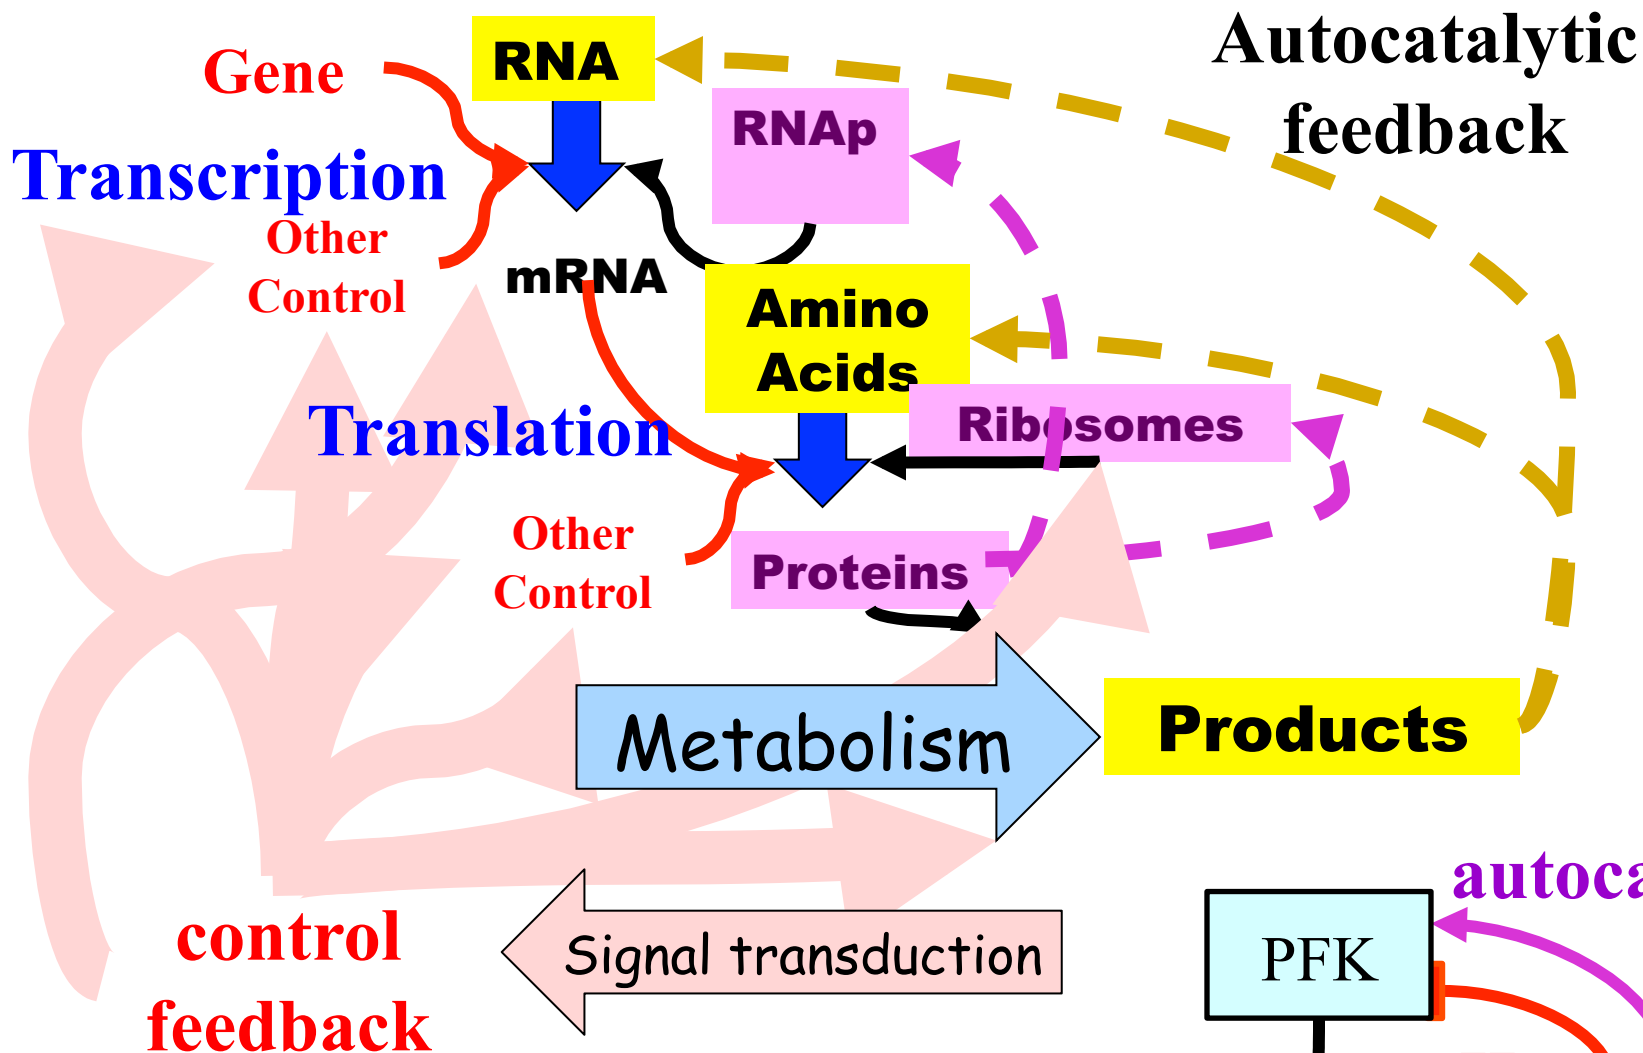 Autocatalytic
feedback
Gene
RNA
RNAp
Transcription
Other
Control
mRNA
Amino
Acids
Translation
Ribosomes
Other
Control
Proteins
Metabolism
Products
control
feedback
Signal transduction
autoca
PFK